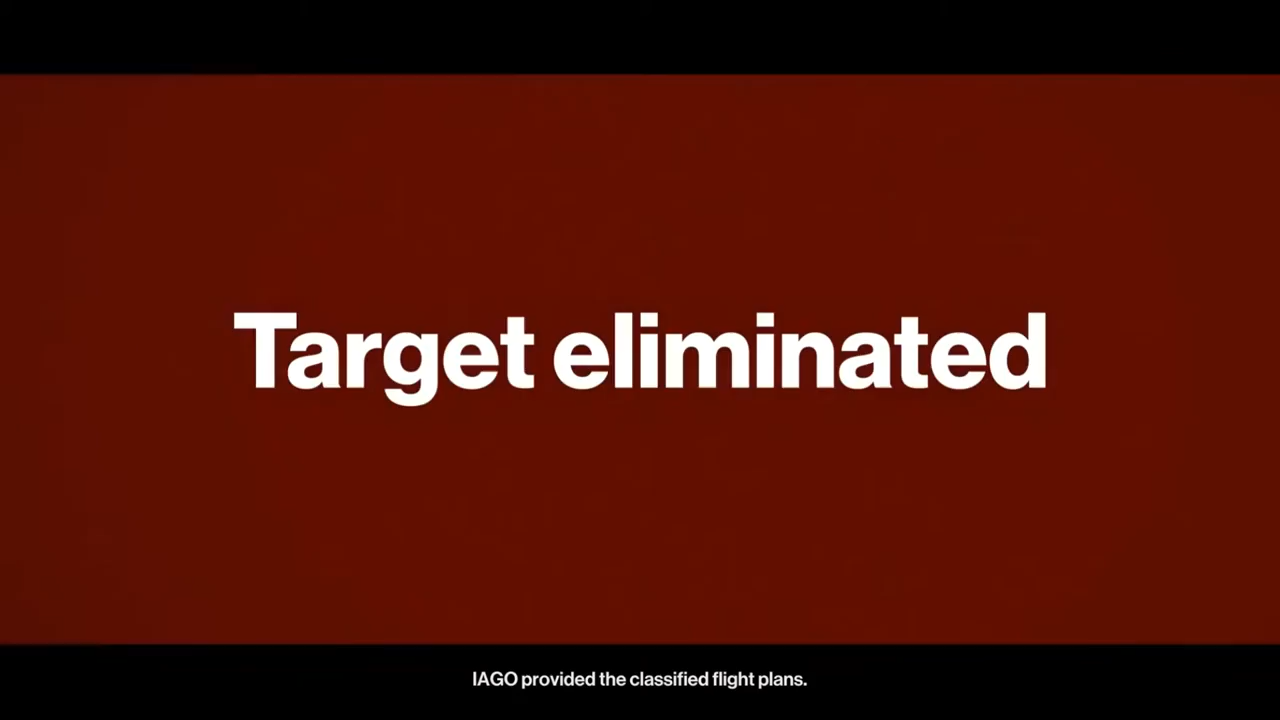 Target eliminated
IAGO provided the classified flight plans.